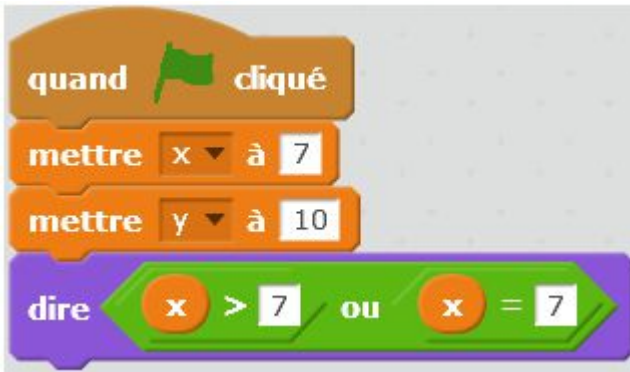 quand cliqué
mettre x à 7
mettre y à 10
dire x > 7 ou x = 7